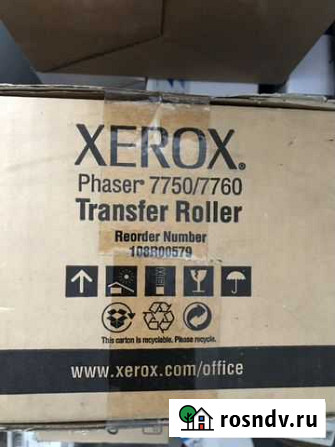 XEROX.
Phaser 7750/7760
Transfer Roller
Reorder Number
108R00579
This carton is recyclable. Please recycle.
www.xerox.com/office
rosndv.ru